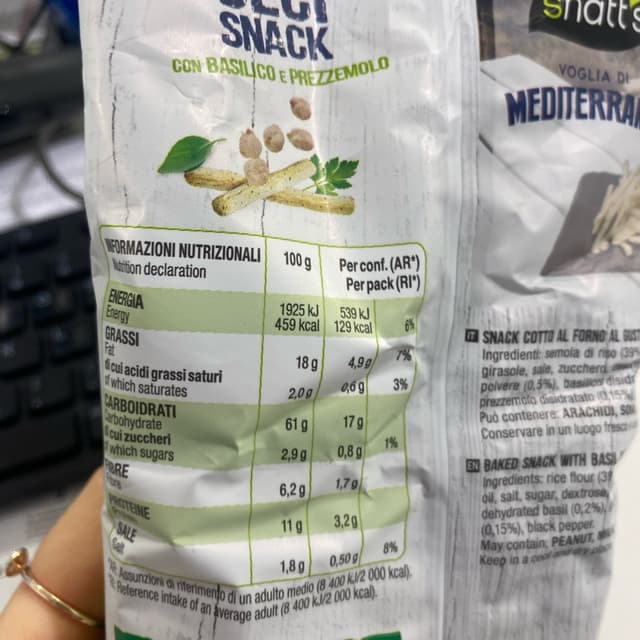 SNACK
CON BASILICO E PREZZEMOLO
INFORMAZIONI NUTRIZIONALI
Nutrition declaration
100 g
Per conf. (AR*)
Per pack (RI*)
ENERGIA
Energy
1925 kJ 539 kJ
459 kcal 129 kcal 6%
GRASSI
Fat
18 g 4,9 g 7%
di cui acidi grassi saturi
of which saturates
2,0 g 0,6 g 3%
CARBOIDRATI
Carbohydrate
61 g 17 g
di cui zuccheri
of which sugars
2,9 g 0,8 g 1%
FIBRE
6,2 g 1,7 g
PROTEINE
11 g 3,2 g
SALE
Salt
1,8 g 0,50 g 8%
Assunzioni di riferimento di un adulto medio (8 400 kJ/2 000 kcal).
Reference intake of an average adult (8 400 kJ/2 000 kcal).
snatt's
VOGLIA DI
MEDITERRA
IT SNACK COTTO AL FORNO AL
Ingredienti: semola di riso
girasole, sale, zucchero,
polvere (0,5%), basilico
prezzemolo disidratato
Può contenere: ARACHIDI,
Conservare in un luogo fresco
EN BAKED SNACK WITH
Ingredients: rice flour
oil, salt, sugar, dextrose
dehydrated basil (0,2%),
(0,15%), black pepper.
May contain: PEANUT,
Keep in a cool